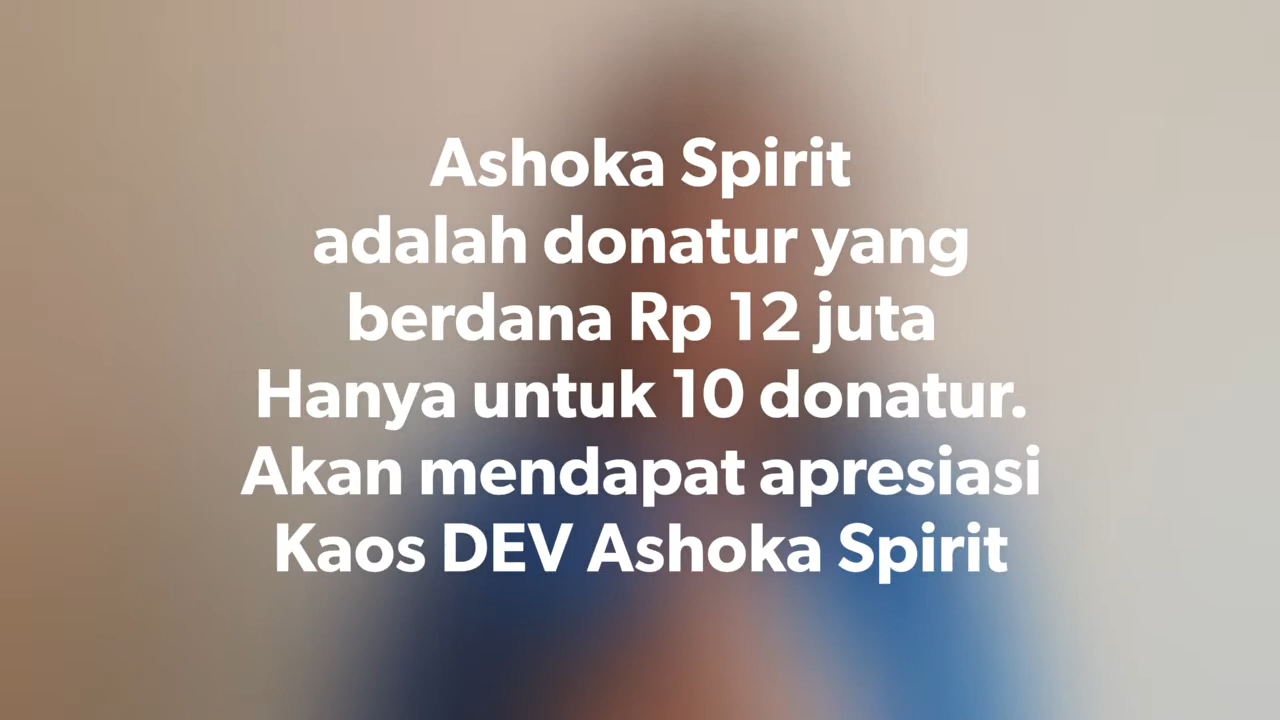 Ashoka Spirit
adalah donatur yang
berdana Rp 12 juta
Hanya untuk 10 donatur.
Akan mendapat apresiasi
Kaos DEV Ashoka Spirit